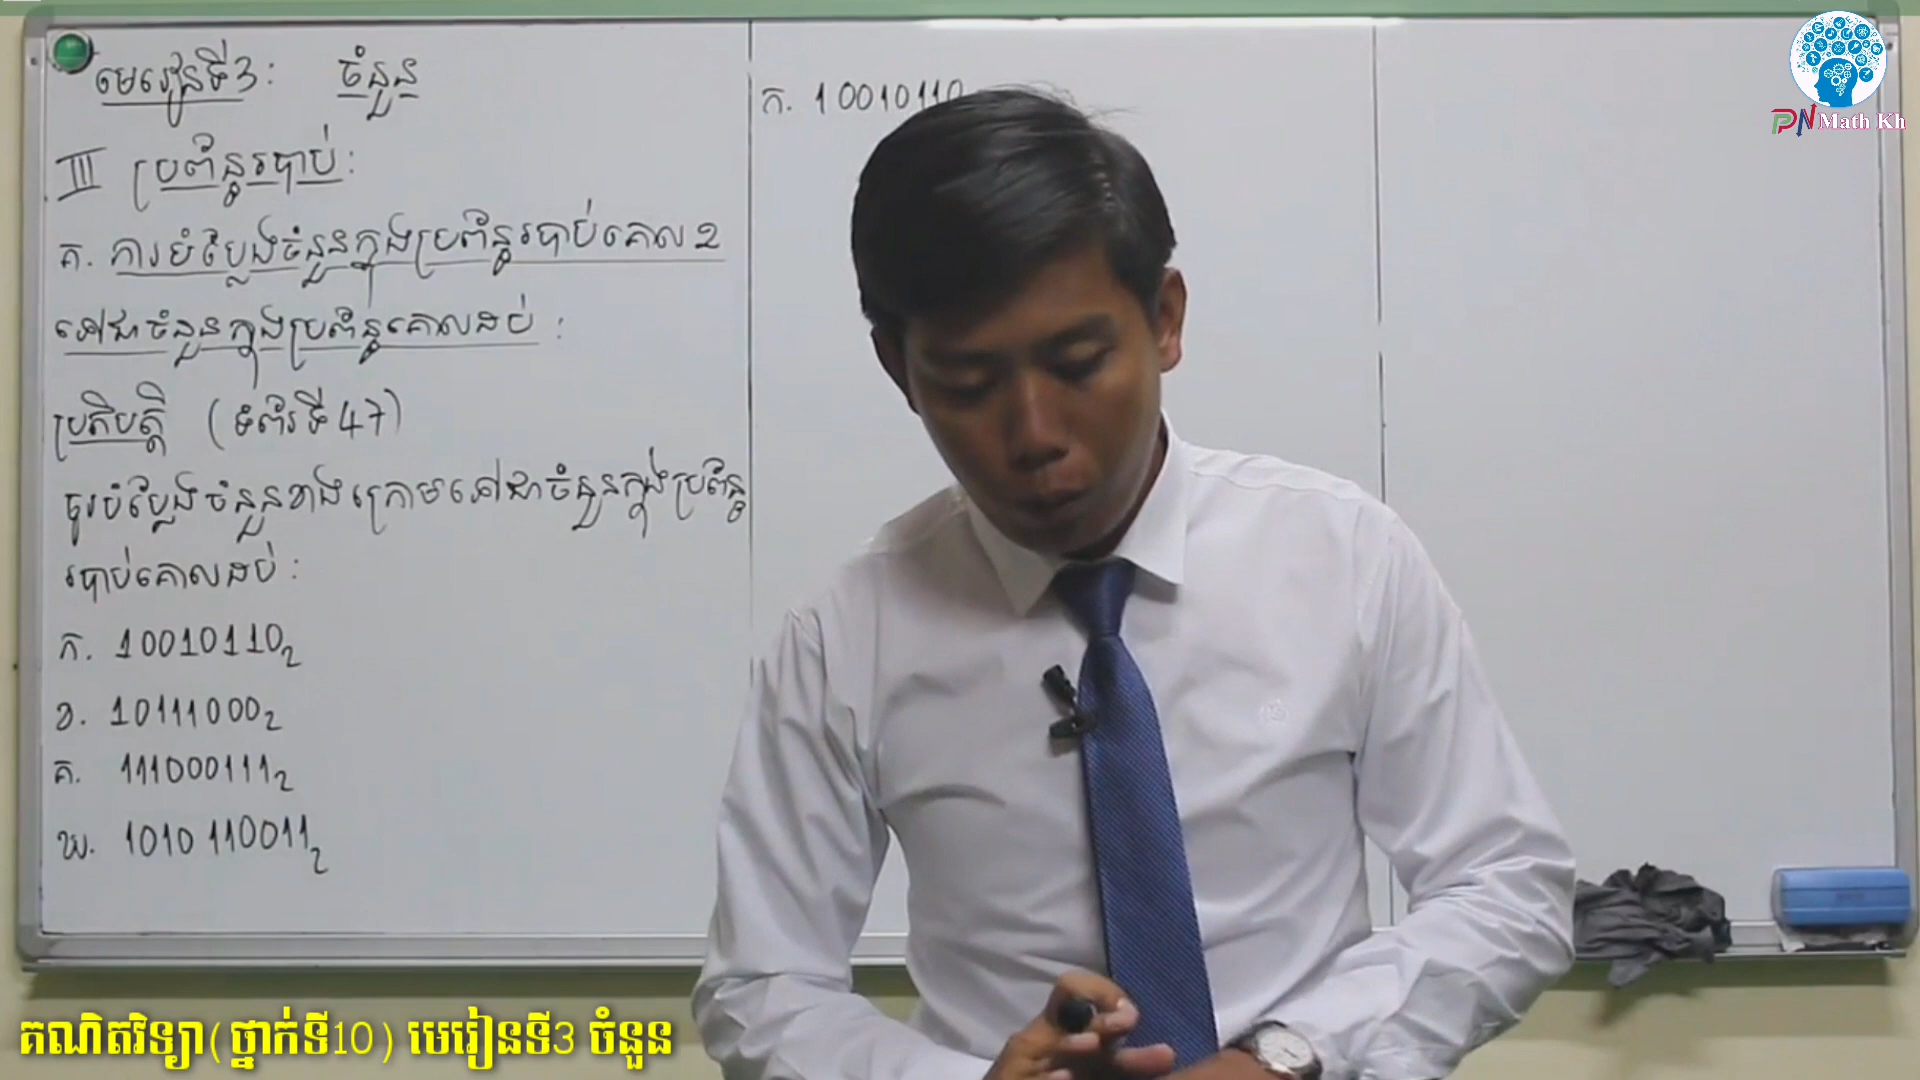 មេរៀនទី3: ចំនួន
III ប្រព័ន្ធរបាប់:
គ. ការបំប្លែងចំនួនក្នុងប្រព័ន្ធរបាប់គោល 2
ទៅជាចំនួនក្នុងប្រព័ន្ធគោលដប់ :
ប្រតិបត្តិ (ទំព័រទី 47)
ចូរបំប្លែងចំនួនខាងក្រោមទៅជាចំនួនក្នុងប្រព័ន្ធ
របាប់គោលដប់ :
ក. 10010110₂
ខ. 10111000₂
គ. 111000111₂
ឃ. 1010110011₂
ក. 10010110
PN Math Kh
គណិតវិទ្យា(ថ្នាក់ទី10) មេរៀនទី3 ចំនួន